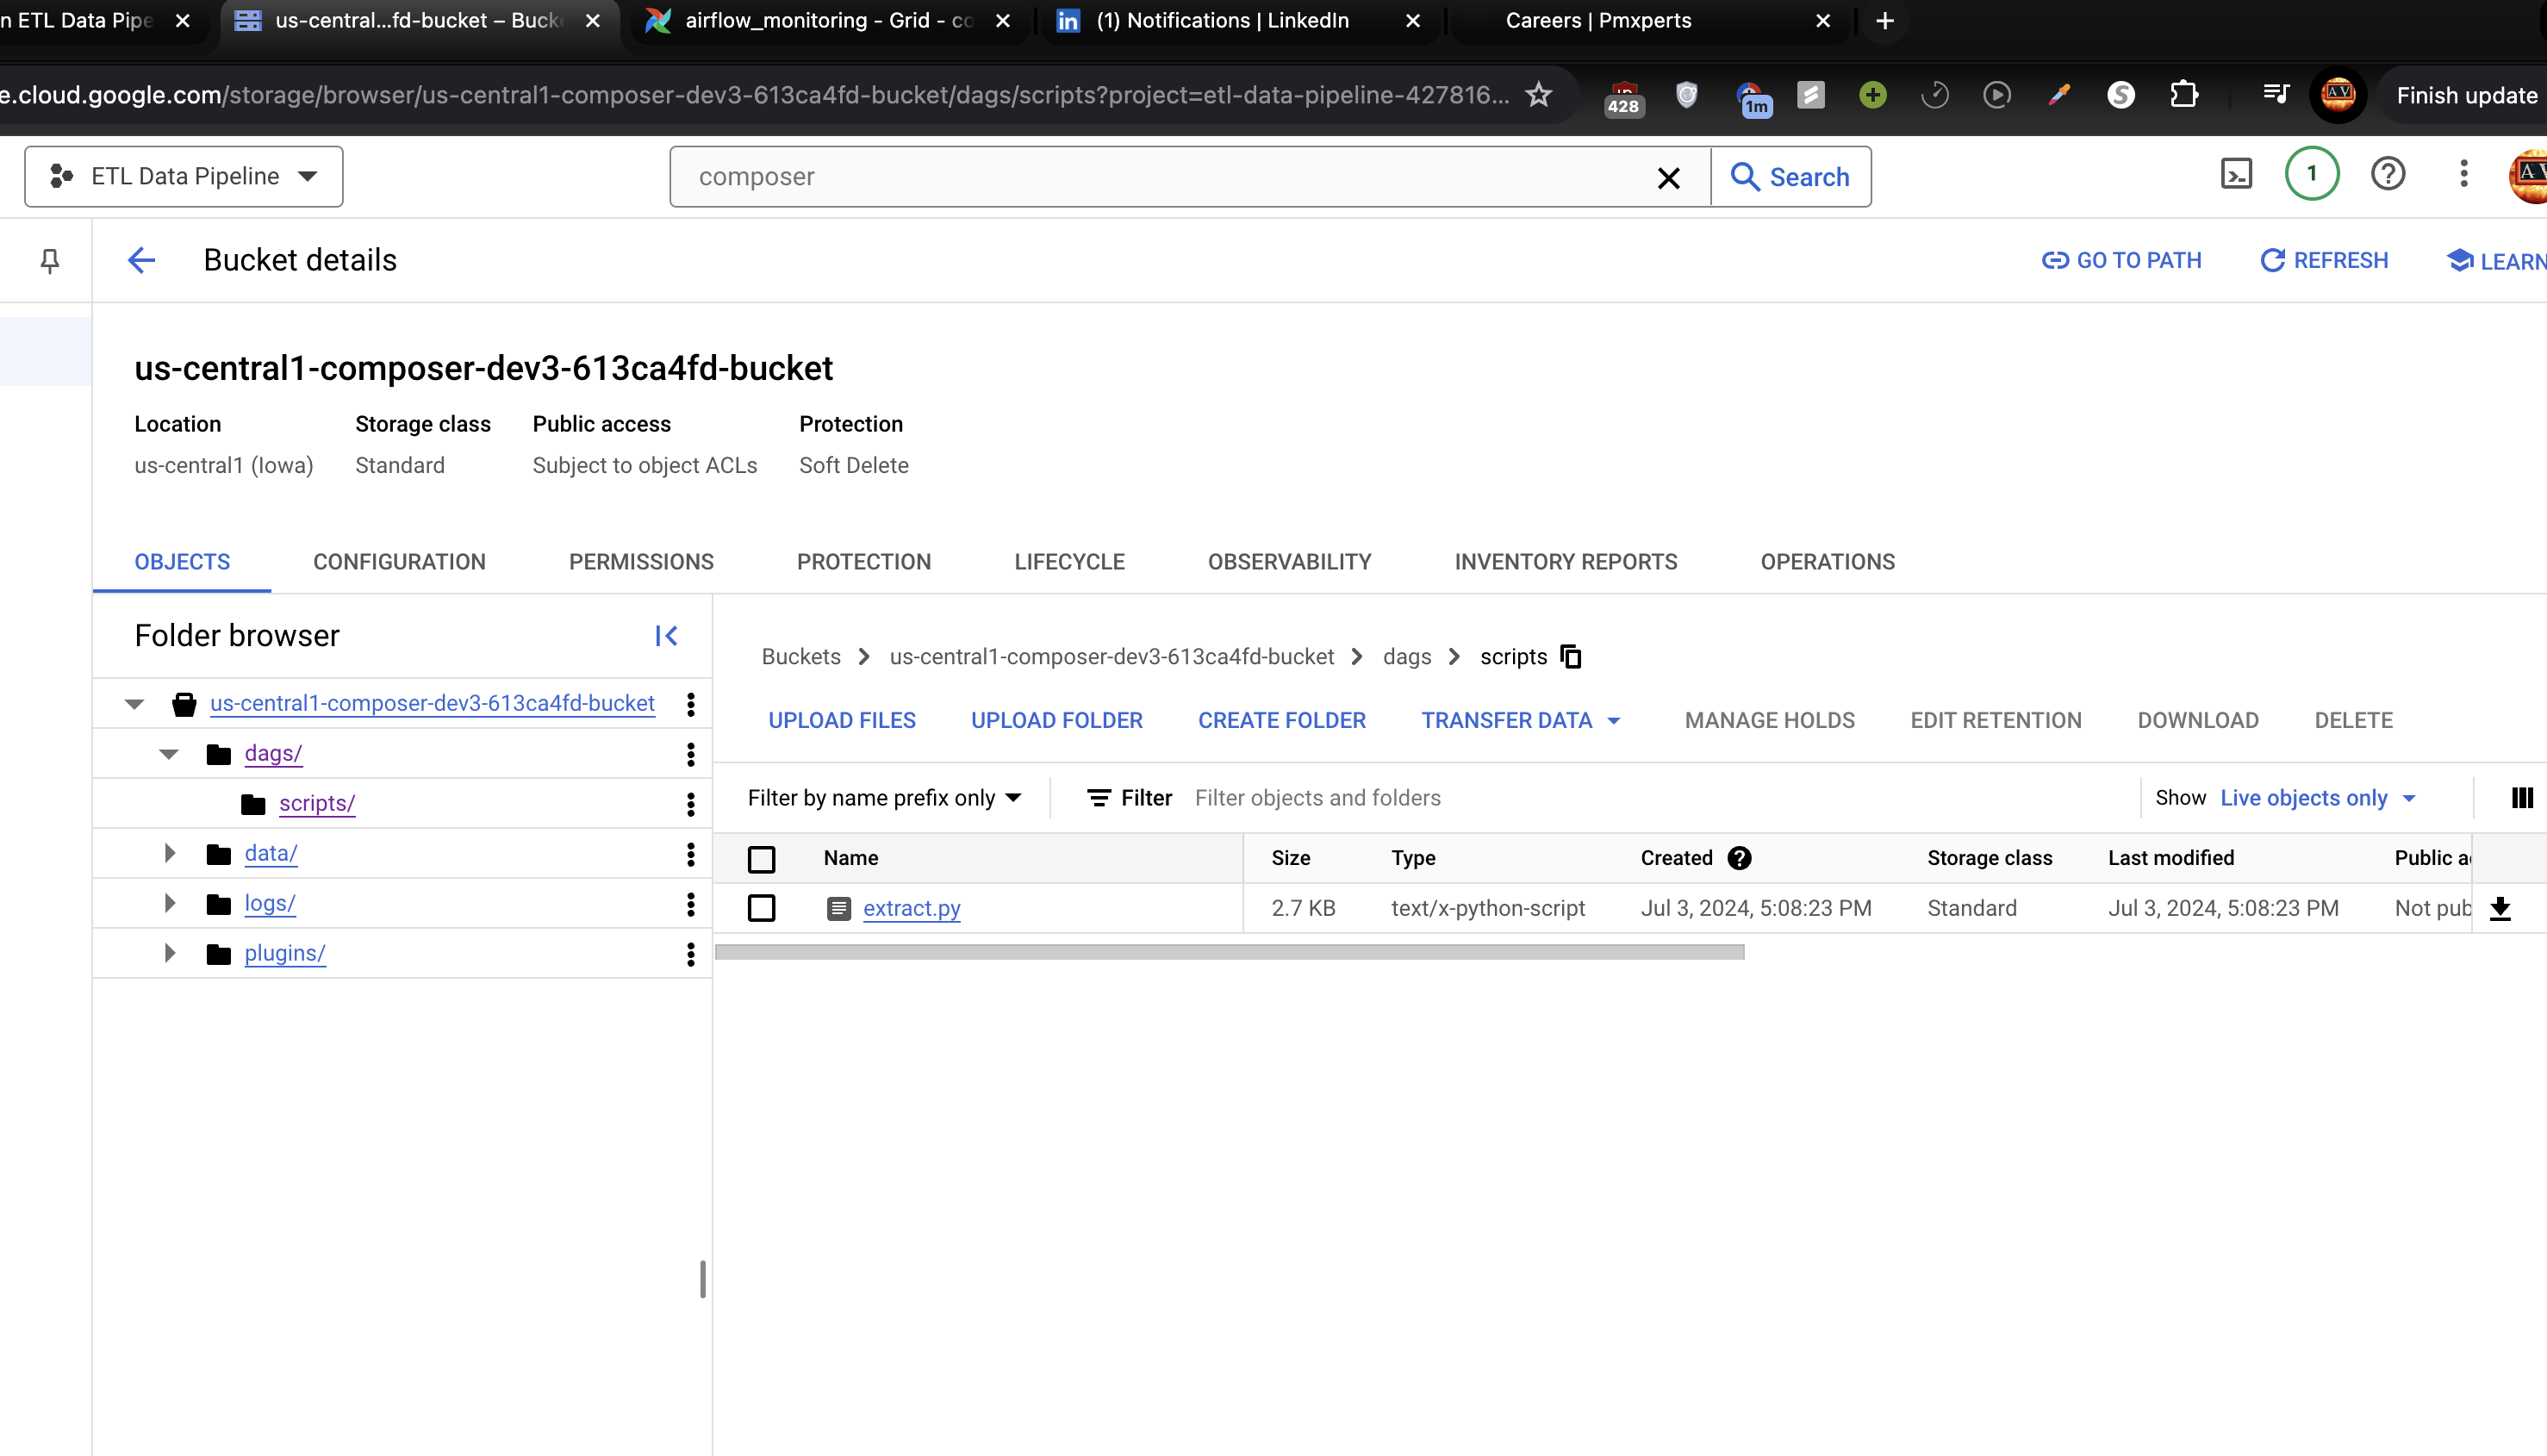 n ETL Data Pipe
us-central...fd-bucket – Buck
airflow_monitoring - Grid - co
(1) Notifications | LinkedIn
Careers | Pmxperts
e.cloud.google.com/storage/browser/us-central1-composer-dev3-613ca4fd-bucket/dags/scripts?project=etl-data-pipeline-427816...
428
1m
Finish update
ETL Data Pipeline
composer
Search
1
Bucket details
GO TO PATH
REFRESH
LEARN
us-central1-composer-dev3-613ca4fd-bucket
Location Storage class Public access Protection
us-central1 (Iowa) Standard Subject to object ACLs Soft Delete
OBJECTS CONFIGURATION PERMISSIONS PROTECTION LIFECYCLE OBSERVABILITY INVENTORY REPORTS OPERATIONS
Folder browser
us-central1-composer-dev3-613ca4fd-bucket
dags/
scripts/
data/
logs/
plugins/
Buckets > us-central1-composer-dev3-613ca4fd-bucket > dags > scripts
UPLOAD FILES UPLOAD FOLDER CREATE FOLDER TRANSFER DATA MANAGE HOLDS EDIT RETENTION DOWNLOAD DELETE
Filter by name prefix only Filter Filter objects and folders Show Live objects only
Name Size Type Created Storage class Last modified Public a
extract.py 2.7 KB text/x-python-script Jul 3, 2024, 5:08:23 PM Standard Jul 3, 2024, 5:08:23 PM Not pub